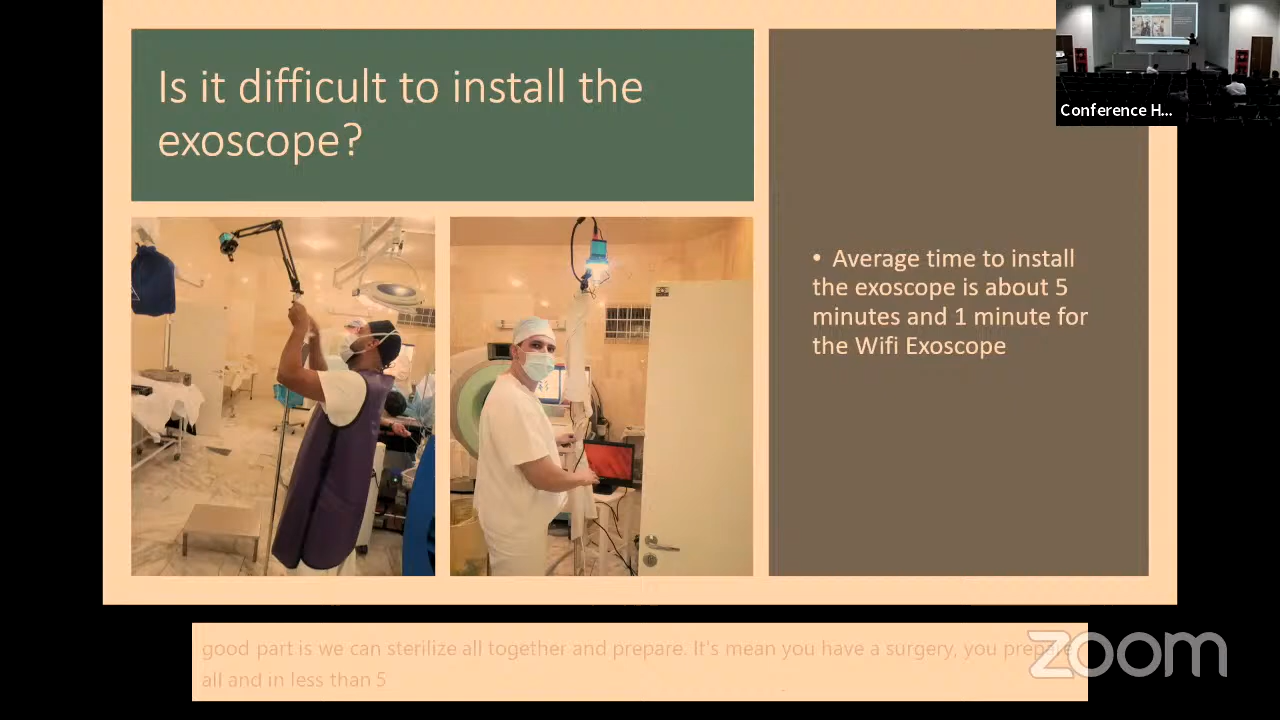 Is it difficult to install the
exoscope?
Conference H...
• Average time to install
the exoscope is about 5
minutes and 1 minute for
the Wifi Exoscope
good part is we can sterilize all together and prepare. It's mean you have a surgery, you prepare
all and in less than 5
zoom